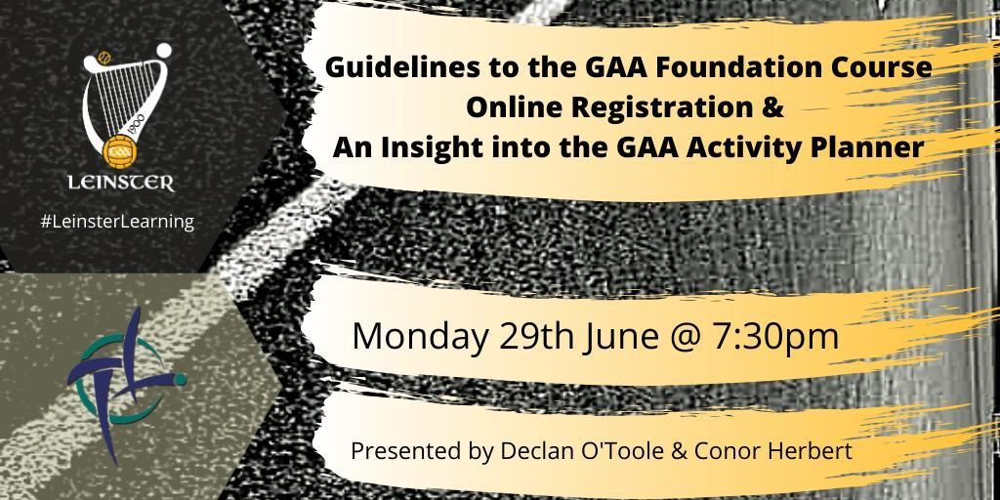 1900
GAA
LEINSTER
#LeinsterLearning
Guidelines to the GAA Foundation Course
Online Registration &
An Insight into the GAA Activity Planner
Monday 29th June @ 7:30pm
Presented by Declan O'Toole & Conor Herbert